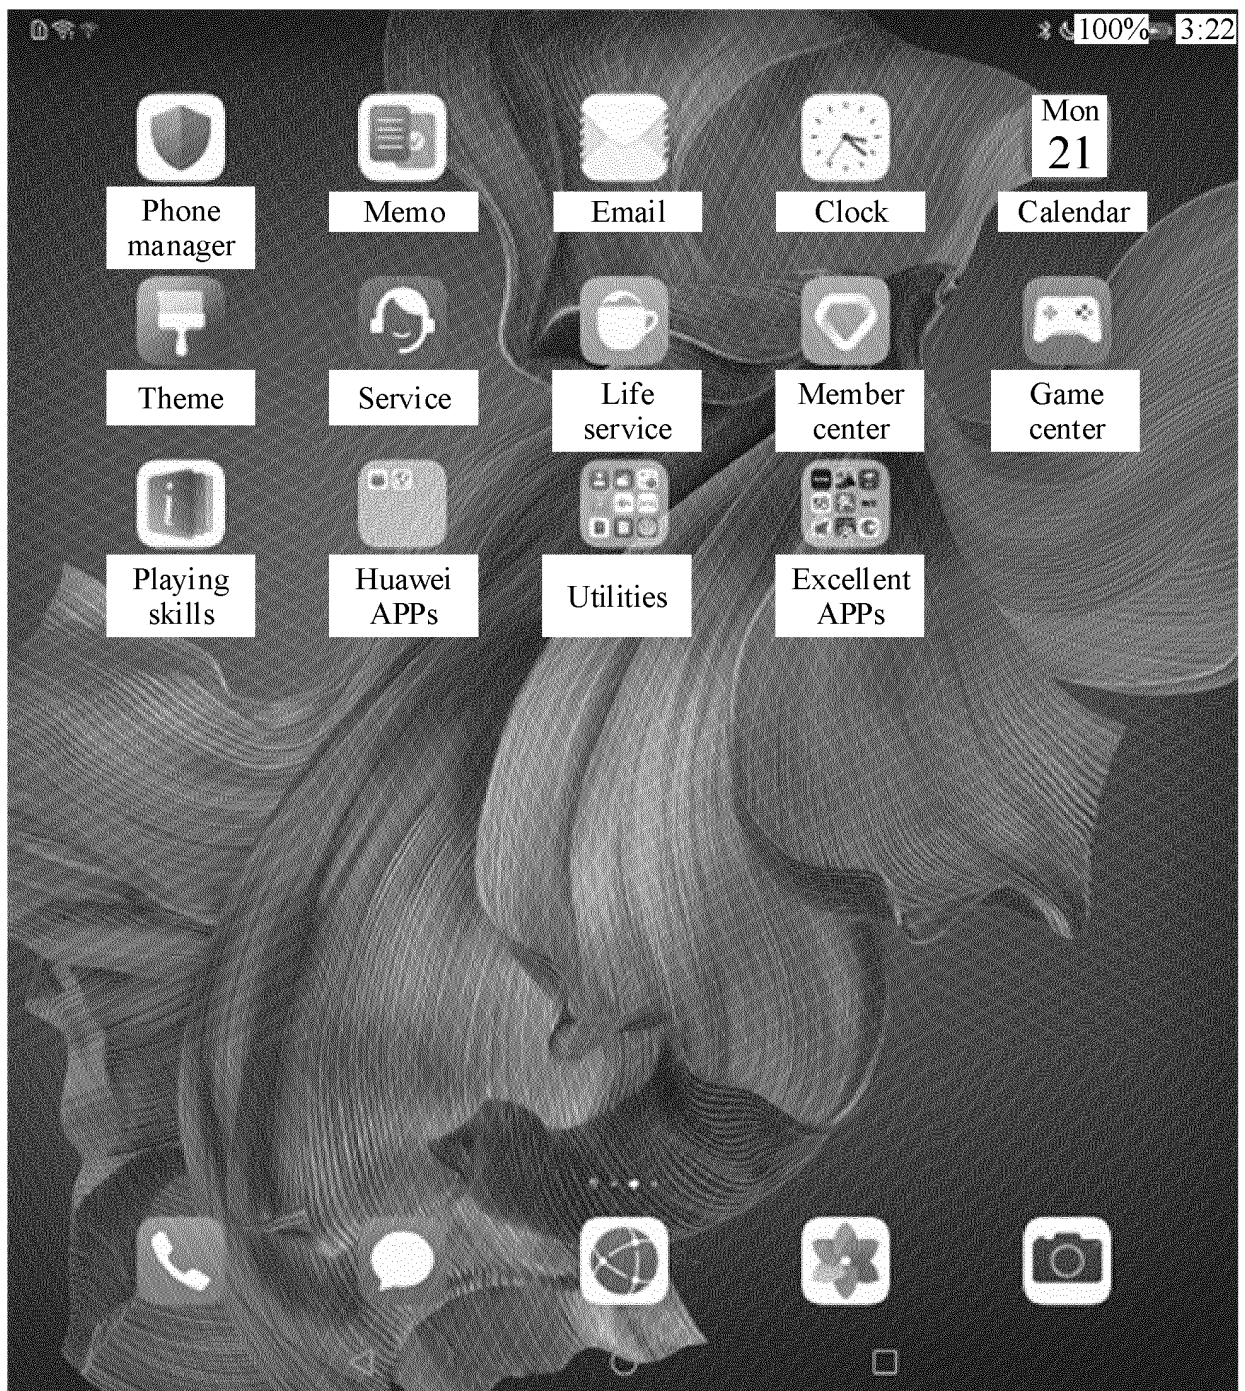 100% 3:22
Mon
21
Phone
manager
Memo
Email
Clock
Calendar
Theme
Service
Life
service
Member
center
Game
center
Playing
skills
Huawei
APPs
Utilities
Excellent
APPs